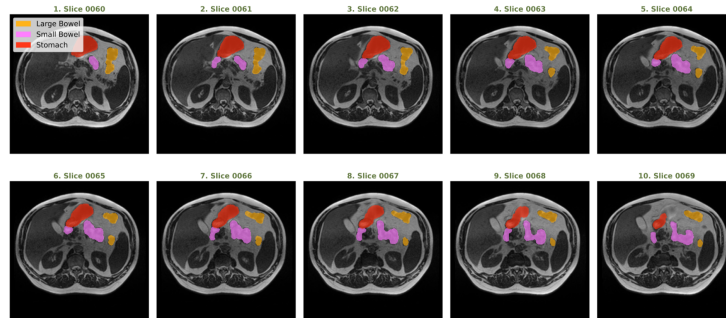 1. Slice 0060
2. Slice 0061
3. Slice 0062
4. Slice 0063
5. Slice 0064
Large Bowel
Small Bowel
Stomach
6. Slice 0065
7. Slice 0066
8. Slice 0067
9. Slice 0068
10. Slice 0069